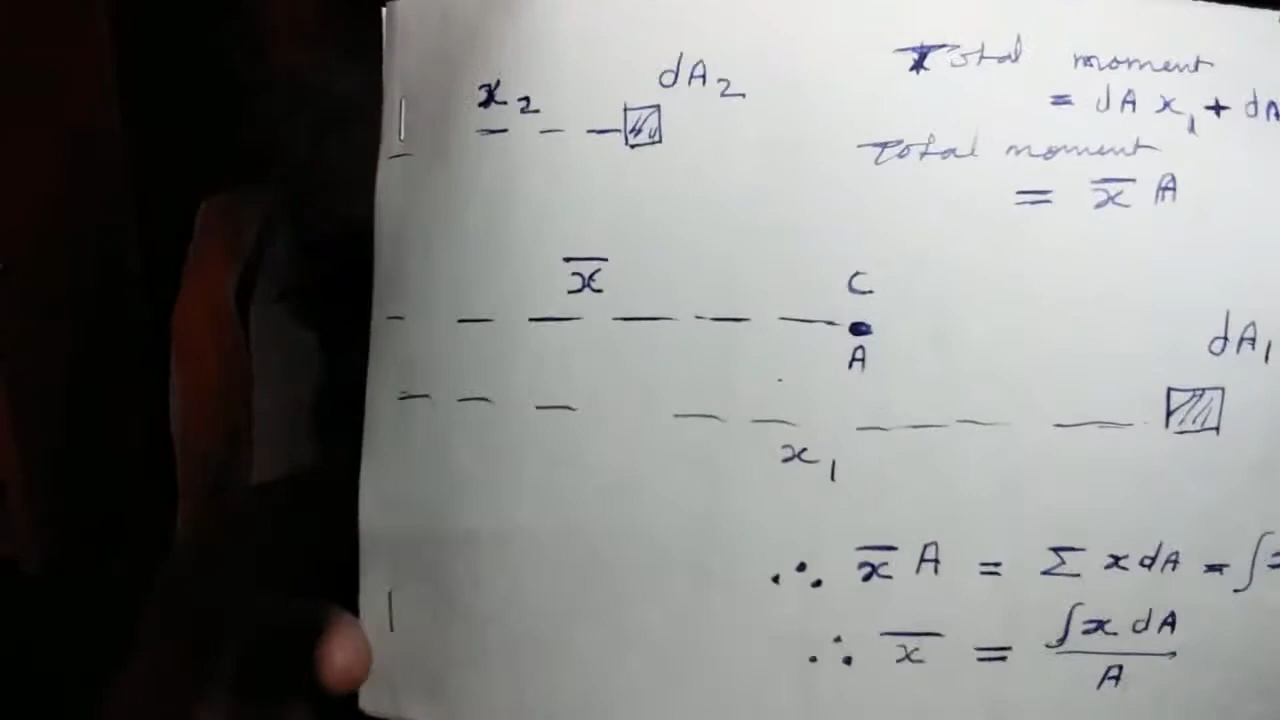 x₂
dA₂
Total moment
= dA x₁ + dA
Total moment
= x̅ A
x̅
C
A
dA₁
x₁
∴ x̅ A = Σ x dA = ∫
∴ x̅ = ∫x dA / A